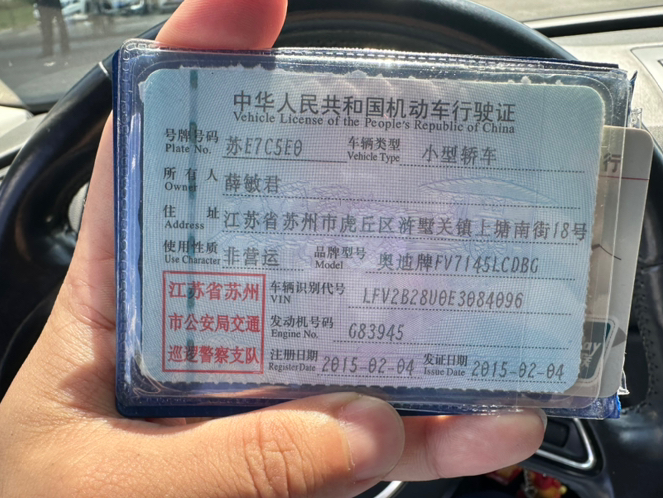 中华人民共和国机动车行驶证
Vehicle License of the People's Republic of China
号牌号码 苏E7C5E0 车辆类型 小型轿车
Plate No. Vehicle Type
所有人 薛敏君
Owner
住址 江苏省苏州市虎丘区浒墅关镇上塘南街18号
Address
使用性质 非营运 品牌型号 奥迪牌FV7145LCDBG
Use Character Model
江苏省苏州 车辆识别代号 LFV2B28U0E3084096
VIN
市公安局交通 发动机号码 G83945
Engine No.
巡逻警察支队 注册日期 2015-02-04 发证日期 2015-02-04
Register Date Issue Date
行